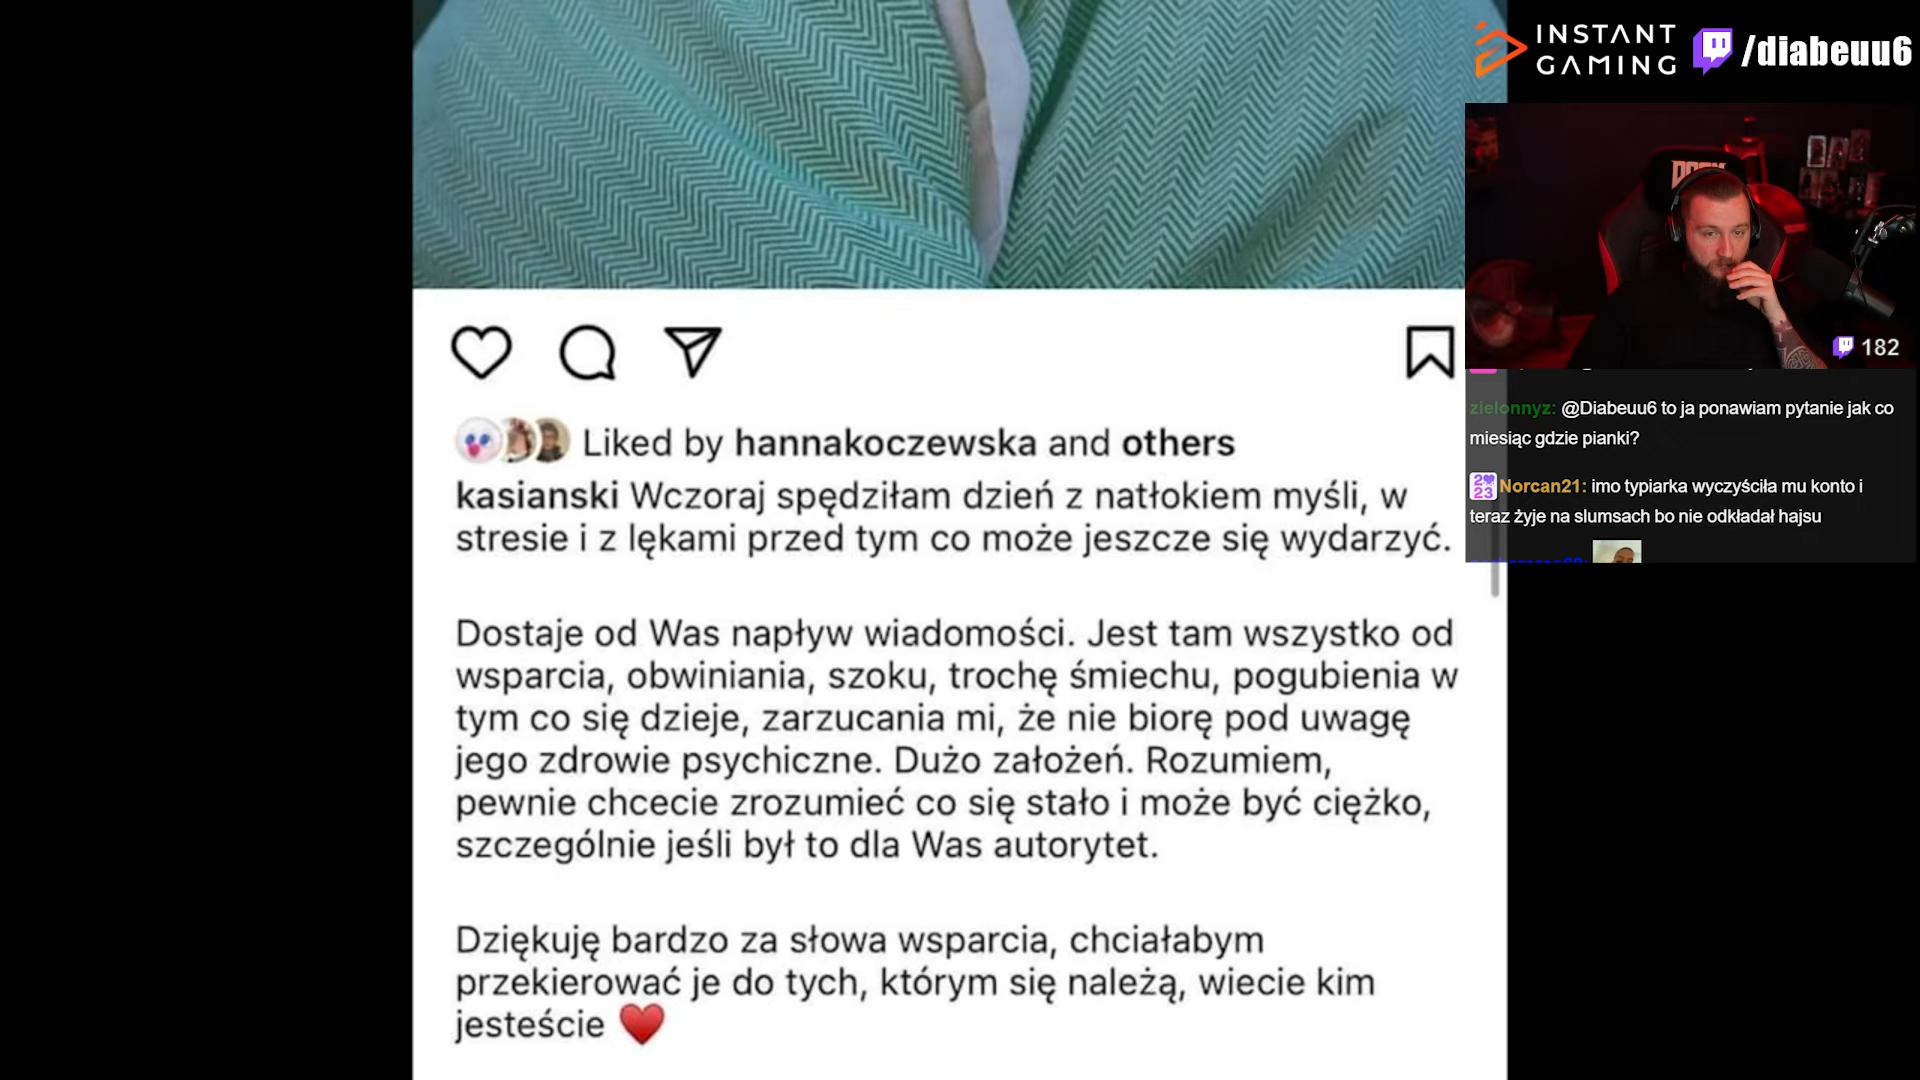 INSTANT
GAMING
/diabeuu6
DOOM
182
zielonnyz: @Diabeuu6 to ja ponawiam pytanie jak co
miesiąc gdzie pianki?
Norcan21: imo typiarka wyczyściła mu konto i
teraz żyje na slumsach bo nie odkładał hajsu
Liked by hannakoczewska and others
kasianski Wczoraj spędziłam dzień z natłokiem myśli, w
stresie i z lękami przed tym co może jeszcze się wydarzyć.
Dostaje od Was napływ wiadomości. Jest tam wszystko od
wsparcia, obwiniania, szoku, trochę śmiechu, pogubienia w
tym co się dzieje, zarzucania mi, że nie biorę pod uwagę
jego zdrowie psychiczne. Dużo założeń. Rozumiem,
pewnie chcecie zrozumieć co się stało i może być ciężko,
szczególnie jeśli był to dla Was autorytet.
Dziękuję bardzo za słowa wsparcia, chciałabym
przekierować je do tych, którym się należą, wiecie kim
jesteście ❤️